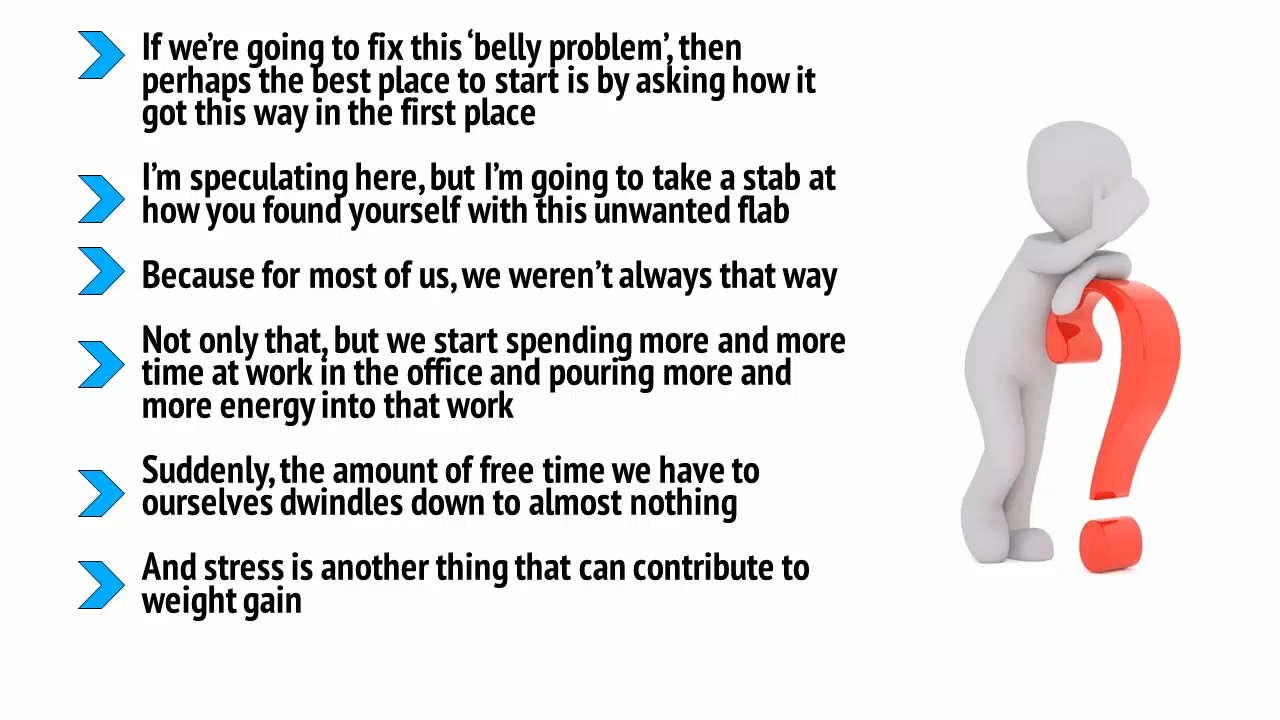 If we’re going to fix this ‘belly problem’, then
perhaps the best place to start is by asking how it
got this way in the first place
I’m speculating here, but I’m going to take a stab at
how you found yourself with this unwanted flab
Because for most of us, we weren’t always that way
Not only that, but we start spending more and more
time at work in the office and pouring more and
more energy into that work
Suddenly, the amount of free time we have to
ourselves dwindles down to almost nothing
And stress is another thing that can contribute to
weight gain